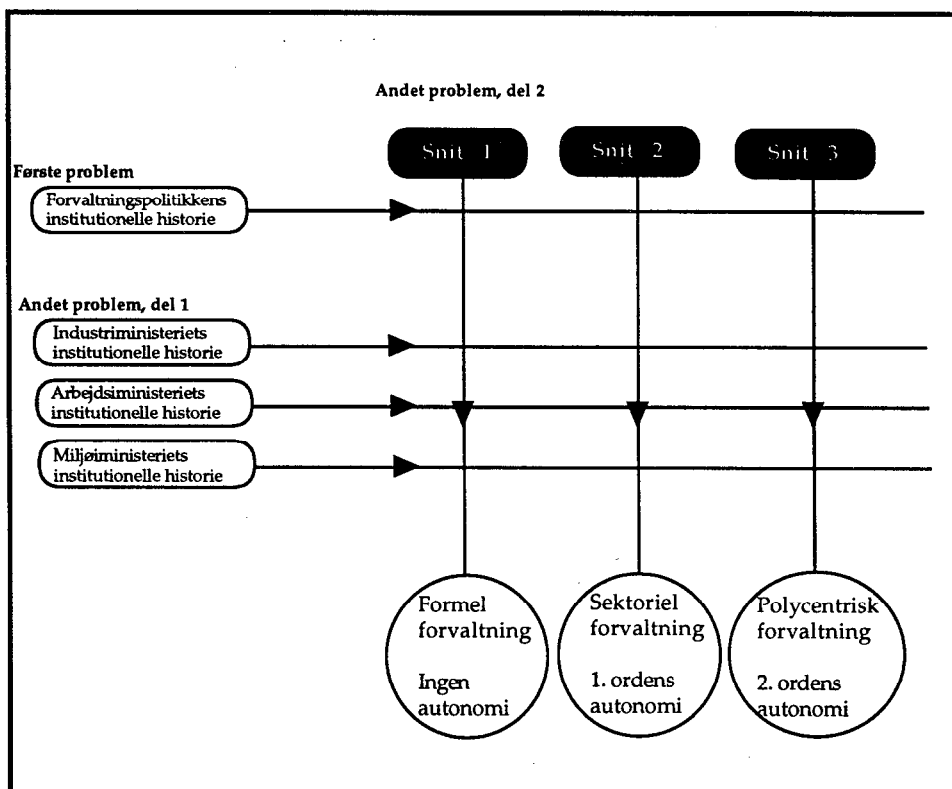 Andet problem, del 2
Snit 1
Snit 2
Snit 3
Første problem
Forvaltningspolitikkens
institutionelle historie
Andet problem, del 1
Industriministeriets
institutionelle historie
Arbejdsiministeriets
institutionelle historie
Miljøiministeriets
institutionelle historie
Formel
forvaltning
Ingen
autonomi
Sektoriel
forvaltning
1. ordens
autonomi
Polycentrisk
forvaltning
2. ordens
autonomi